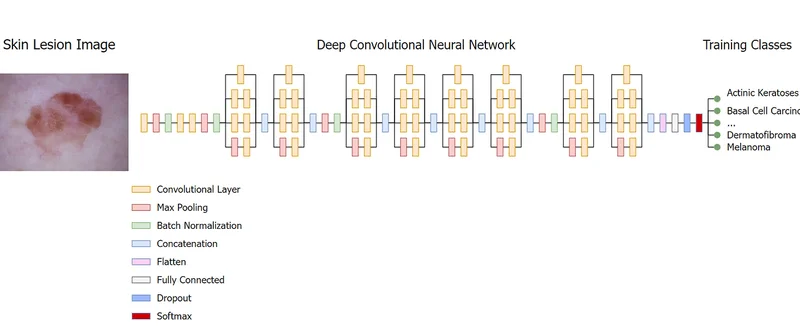 Skin Lesion Image
Deep Convolutional Neural Network
Training Classes
Actinic Keratoses
Basal Cell Carcino
...
Dermatofibroma
Melanoma
Convolutional Layer
Max Pooling
Batch Normalization
Concatenation
Flatten
Fully Connected
Dropout
Softmax